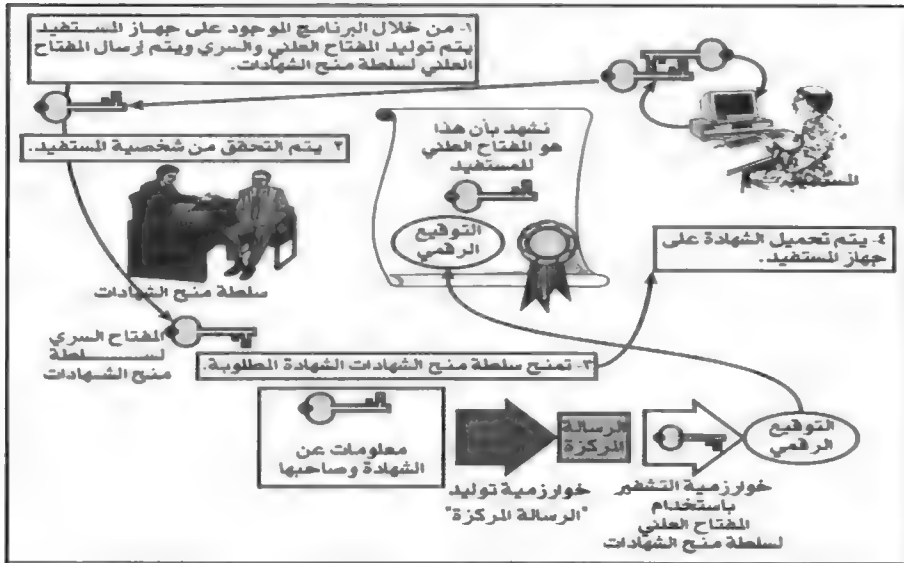 ١- من خلال البرنامج الموجود على جهاز المستفيد
يتم توليد المفتاح العلني والسري ويتم إرسال المفتاح
العلني لسلطة منح الشهادات.
٢- يتم التحقق من شخصية المستفيد.
سلطة منح الشهادات
نشهد بأن هذا
هو المفتاح العلني
للمستفيد
التوقيع
الرقمي
المستفيد
٤- يتم تحميل الشهادة على
جهاز المستفيد.
المفتاح السري
لسلطة
منح الشهادات
٣- تمنح سلطة منح الشهادات الشهادة المطلوبة.
معلومات عن
الشهادة وصاحبها
خوارزمية توليد
"الرسالة المركزة"
الرسالة
المركزة
خوارزمية التشفير
باستخدام
المفتاح العلني
لسلطة منح الشهادات
التوقيع
الرقمي